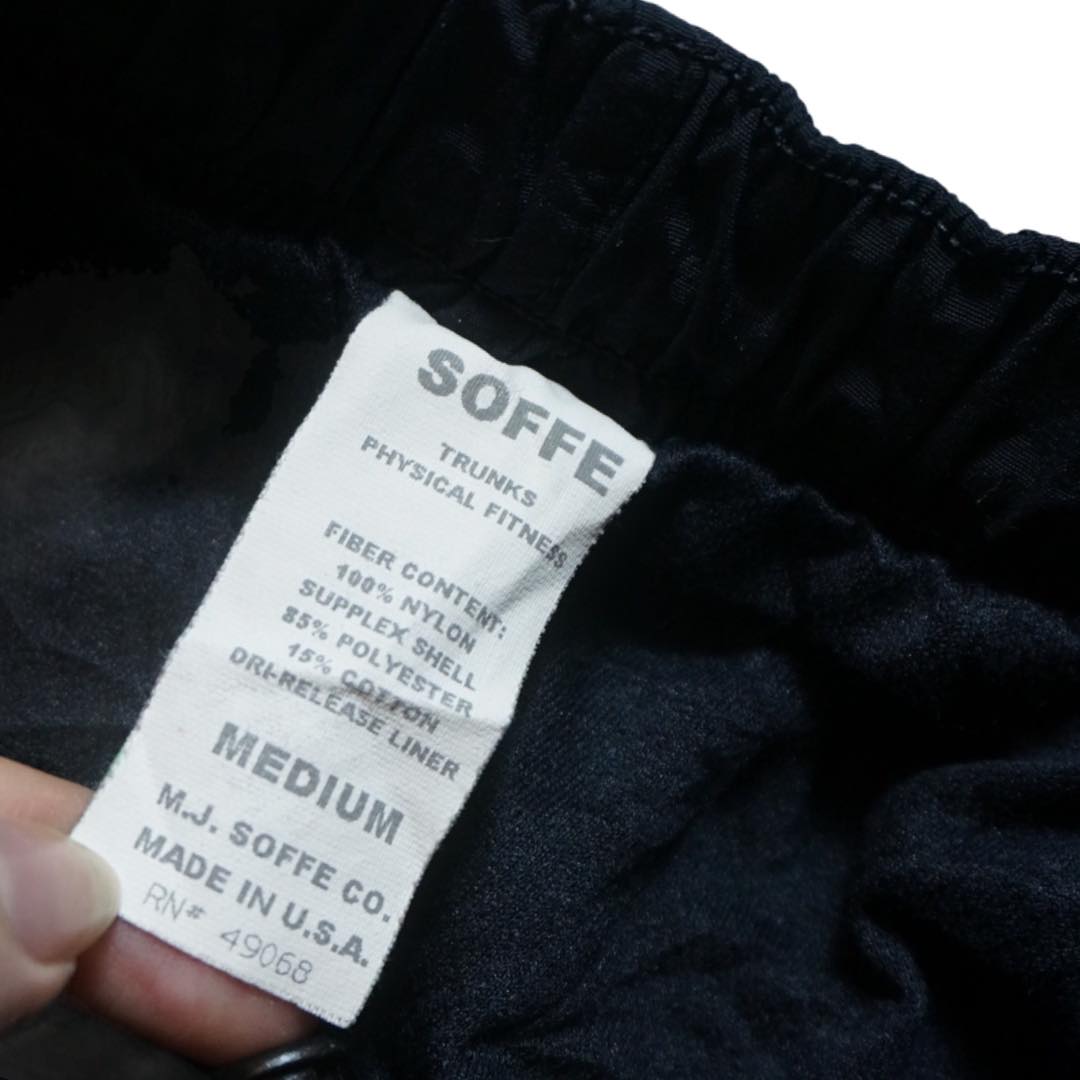 SOFFE
TRUNKS
PHYSICAL FITNESS
FIBER CONTENT:
100% NYLON
SUPPLEX SHELL
85% POLYESTER
15% COTTON
DRI-RELEASE LINER
MEDIUM
M.J. SOFFE CO.
MADE IN U.S.A.
RN# 49068